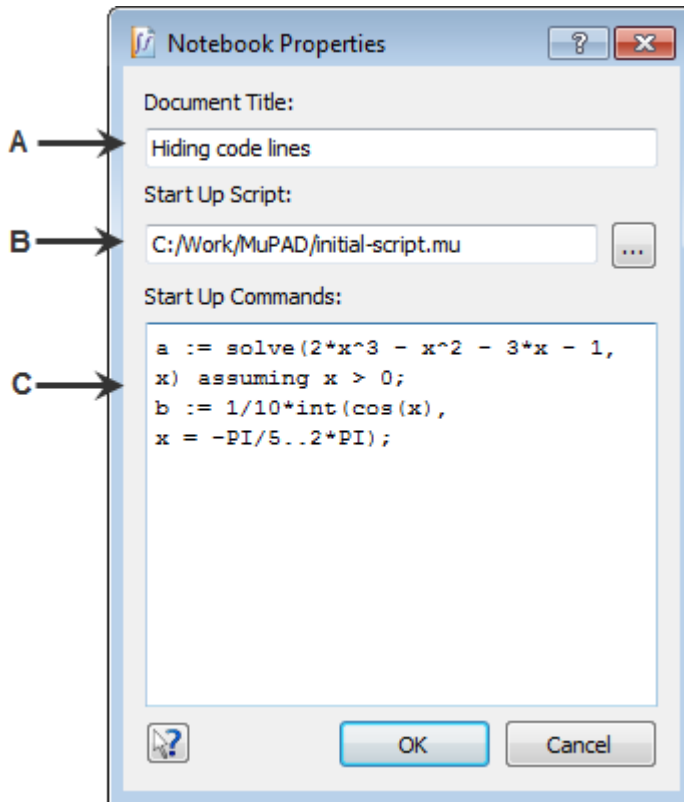 Notebook Properties
Document Title:
A
Hiding code lines
Start Up Script:
B
C:/Work/MuPAD/initial-script.mu
...
Start Up Commands:
a := solve(2*x^3 - x^2 - 3*x - 1,
C
x) assuming x > 0;
b := 1/10*int(cos(x),
x = -PI/5..2*PI);
?
OK
Cancel